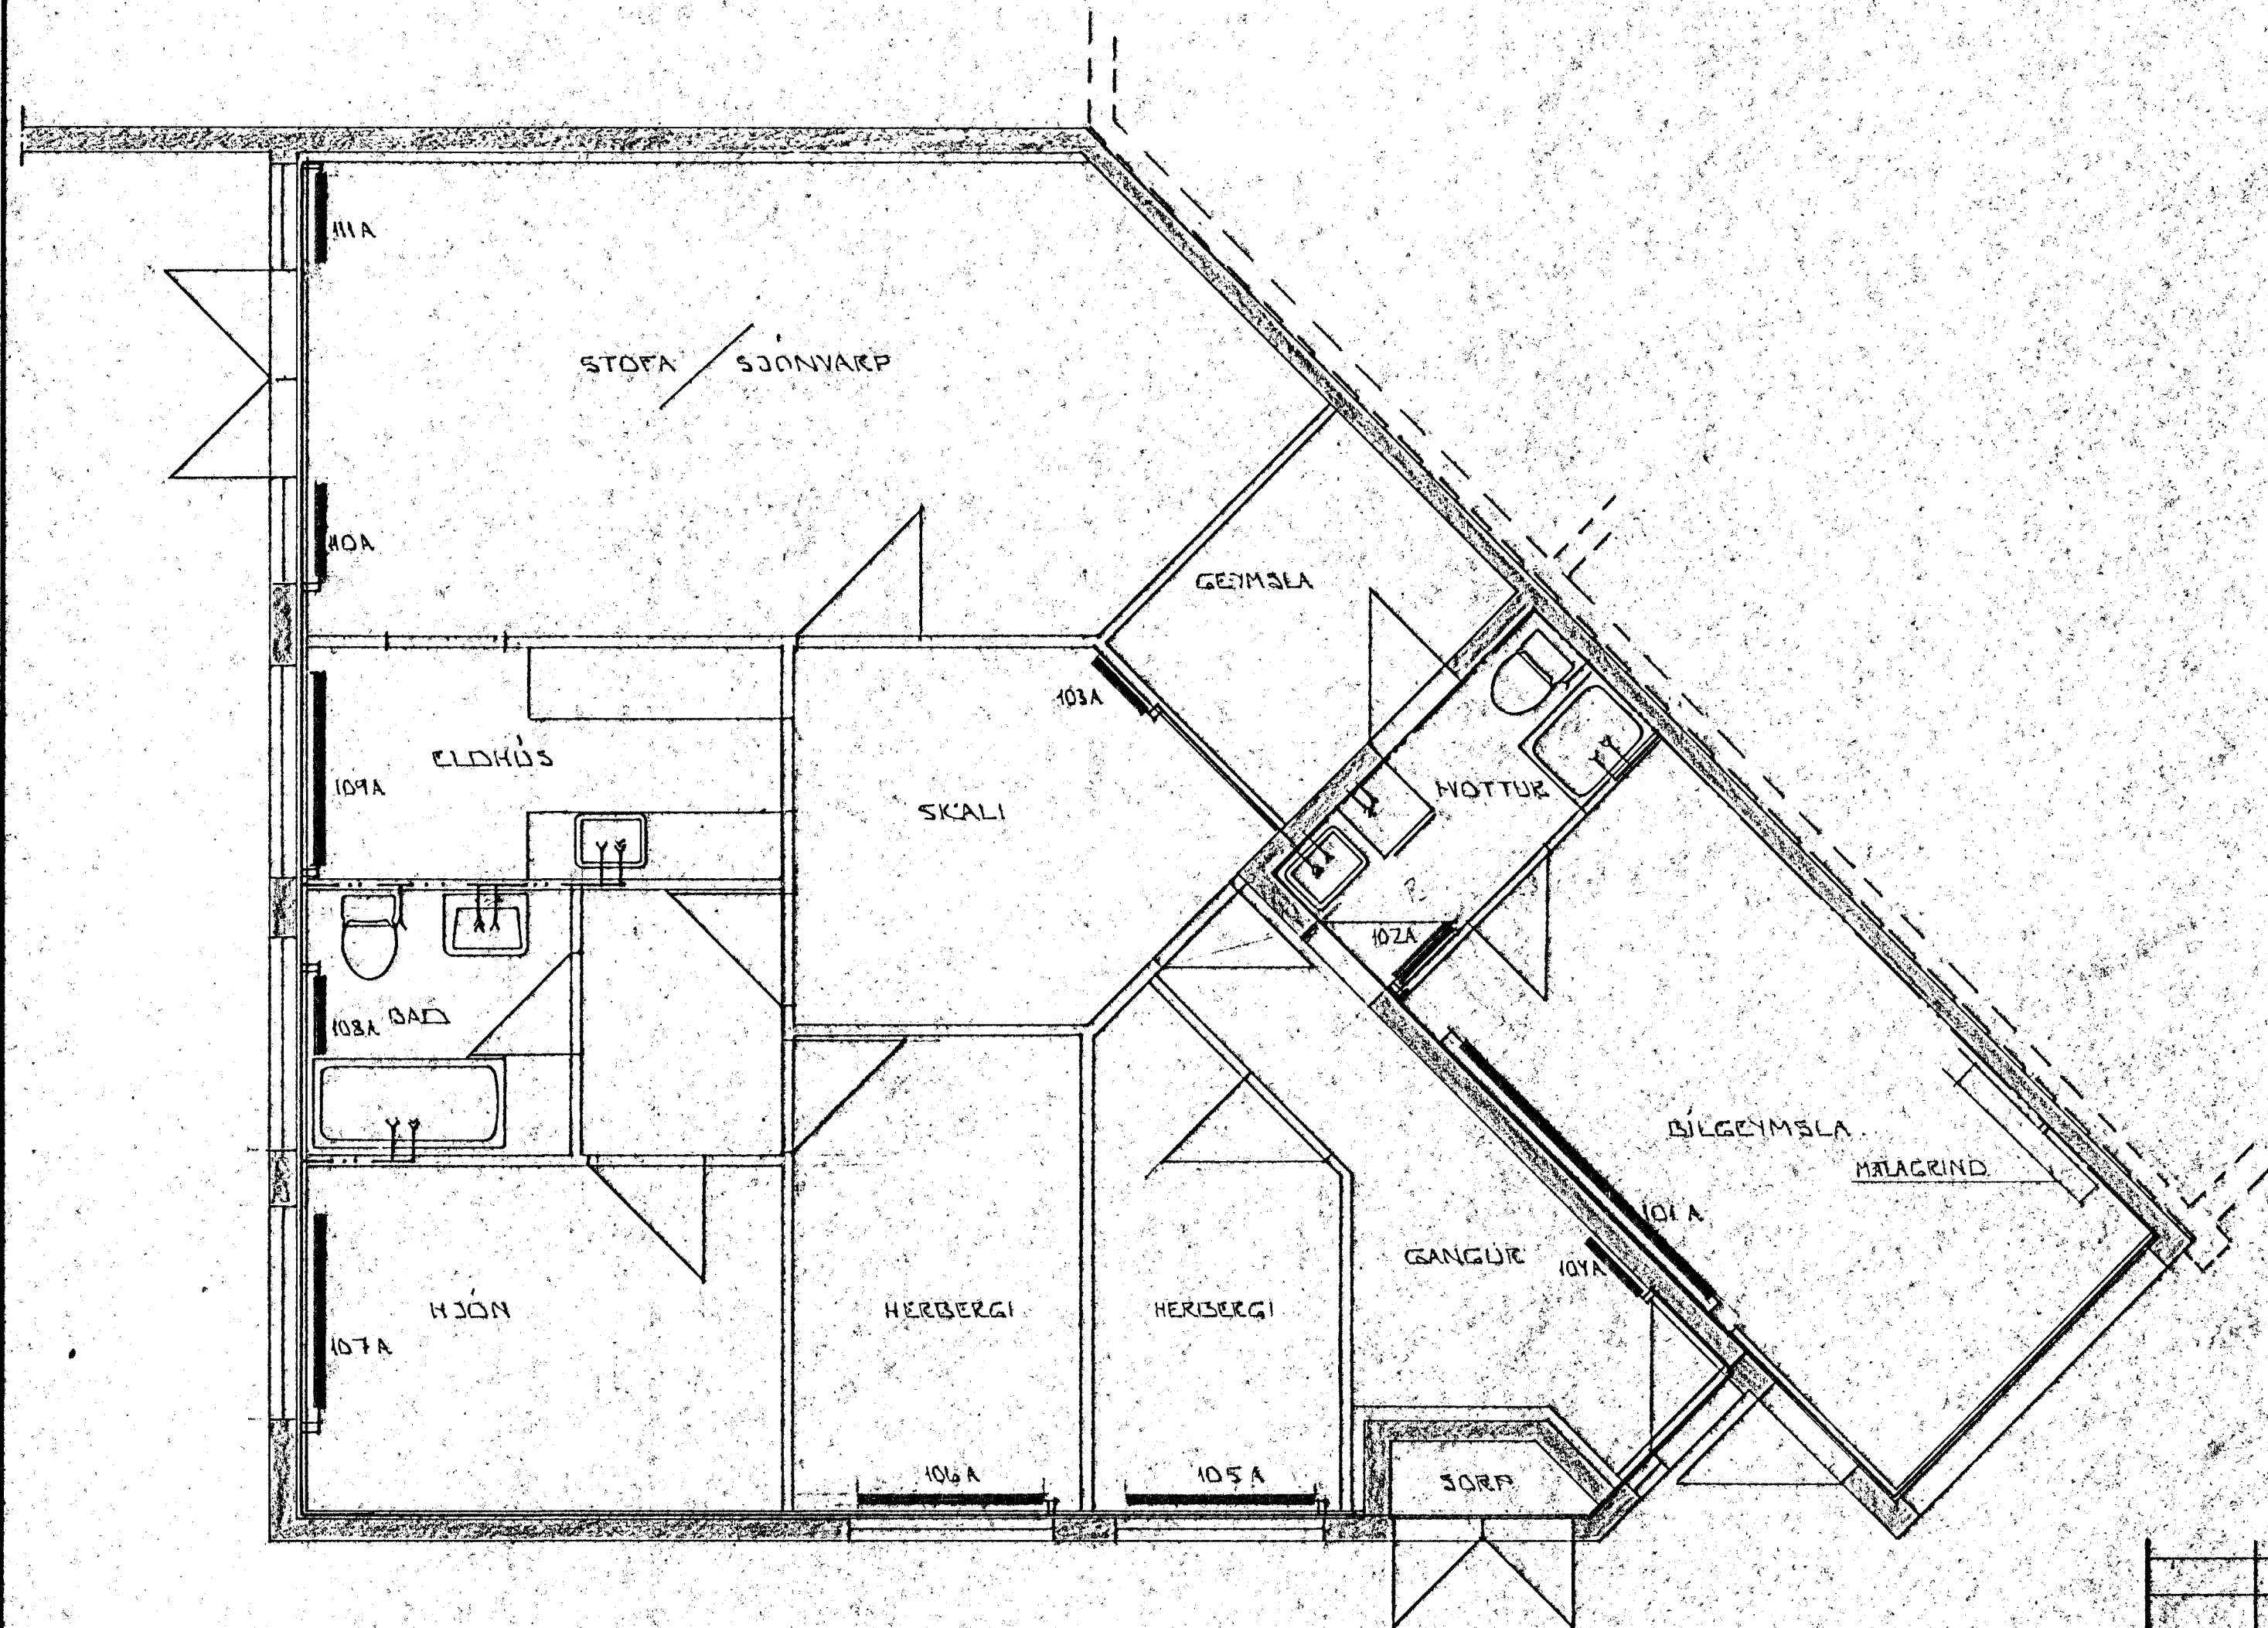 111A
STOFA / SJÓNVARP
110A
GEYMSLA
103A
ELDHÚS
109A
ÞVOTTUR
SKÁLI
102A
BAÐ
108A
BÍLGEYMSLA
MÆLAGRIND
101A
GANGUR
104A
HJÓN
HERBERGI
HERBERGI
107A
106A
105A
SORP